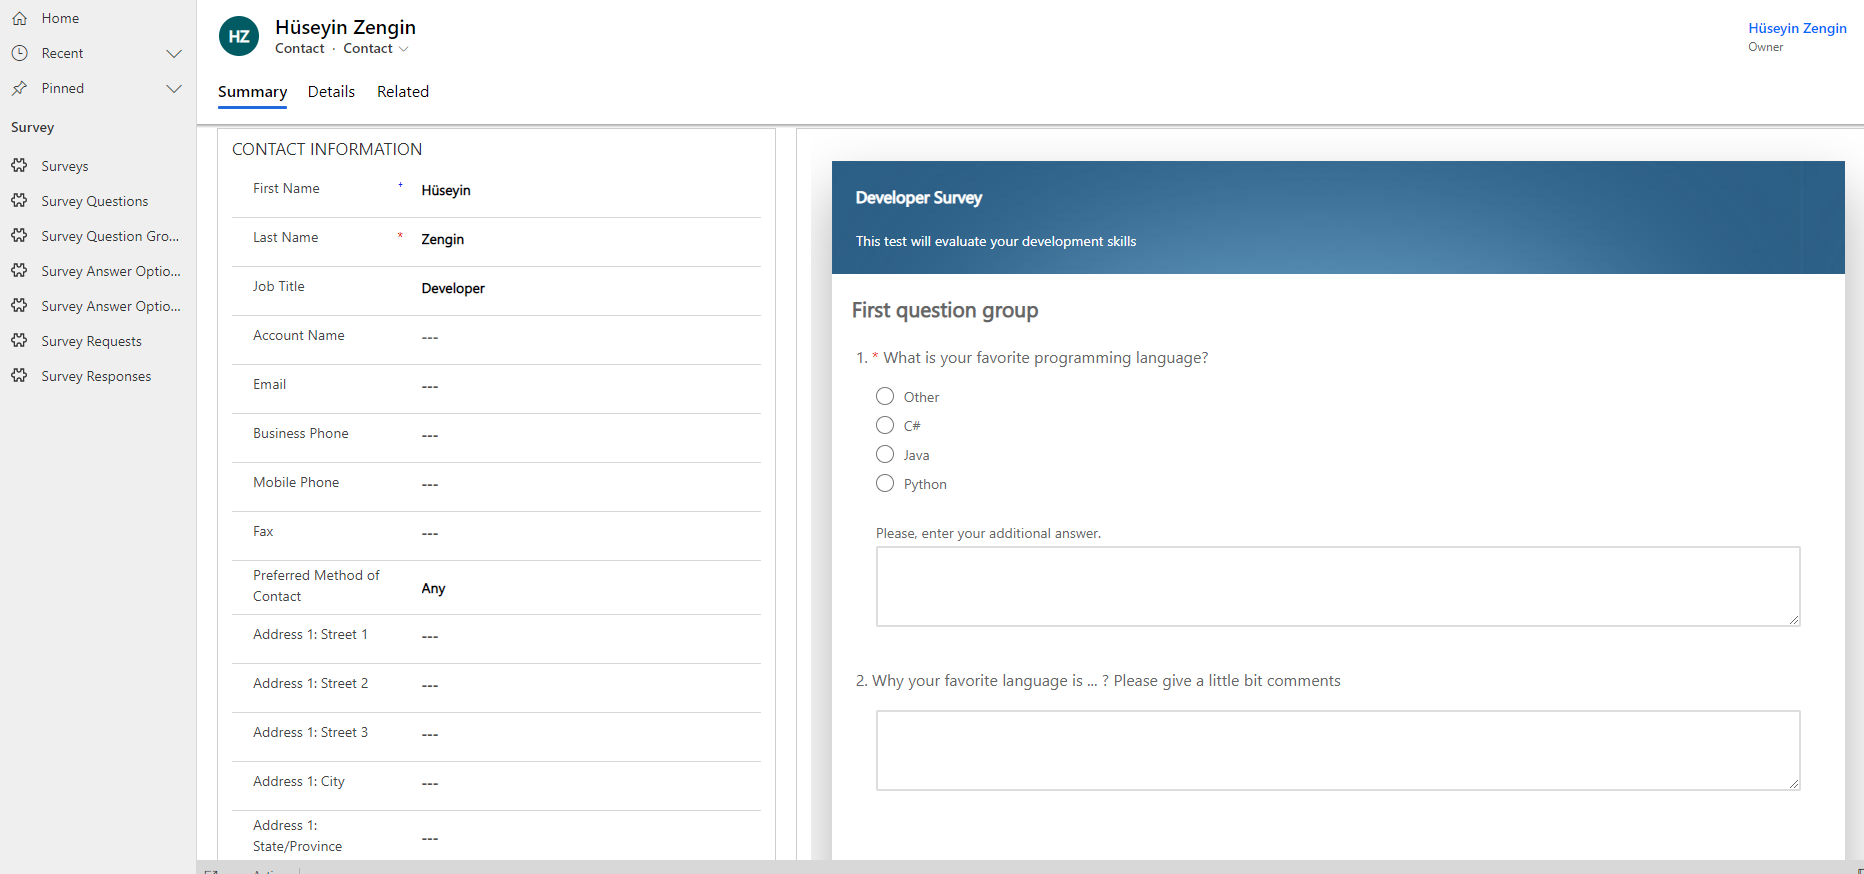 Home
Recent
Pinned
Survey
Surveys
Survey Questions
Survey Question Gro...
Survey Answer Optio...
Survey Answer Optio...
Survey Requests
Survey Responses
HZ
Hüseyin Zengin
Contact · Contact
Hüseyin Zengin
Owner
Summary Details Related
CONTACT INFORMATION
First Name + Hüseyin
Last Name * Zengin
Job Title Developer
Account Name ---
Email ---
Business Phone ---
Mobile Phone ---
Fax ---
Preferred Method of
Contact
Any
Address 1: Street 1 ---
Address 1: Street 2 ---
Address 1: Street 3 ---
Address 1: City ---
Address 1:
State/Province
---
Developer Survey
This test will evaluate your development skills
First question group
1. * What is your favorite programming language?
Other
C#
Java
Python
Please, enter your additional answer.
2. Why your favorite language is ... ? Please give a little bit comments